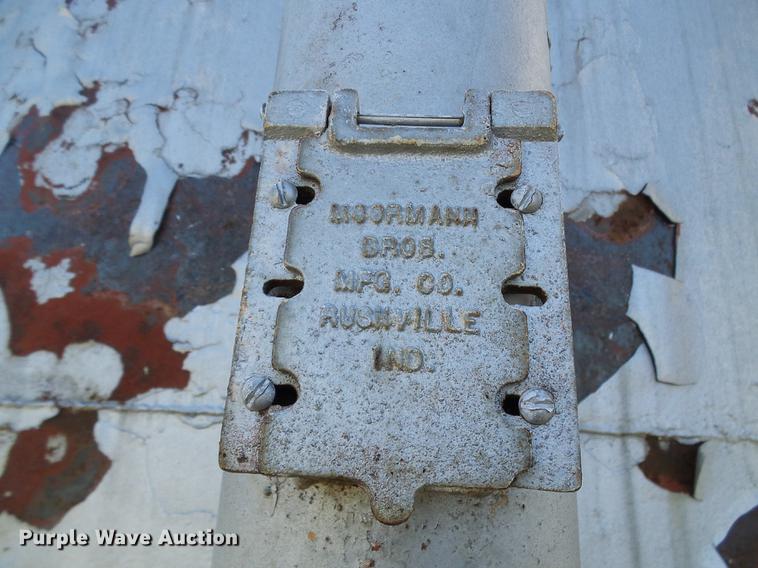 MOORMANN
BROS.
MFG. CO.
RUSHVILLE
IND.
Purple Wave Auction